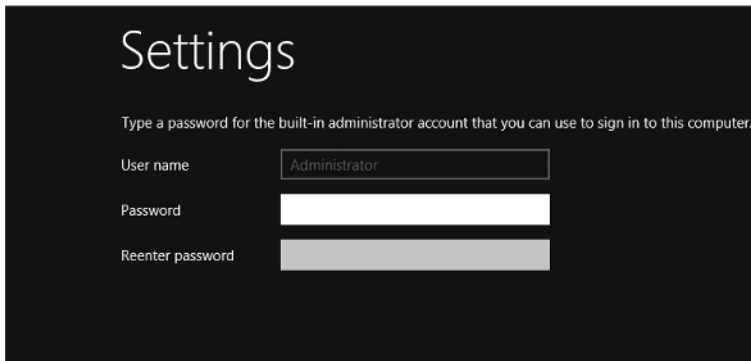 Settings
Type a password for the built-in administrator account that you can use to sign in to this computer.
User name
Administrator
Password
Reenter password